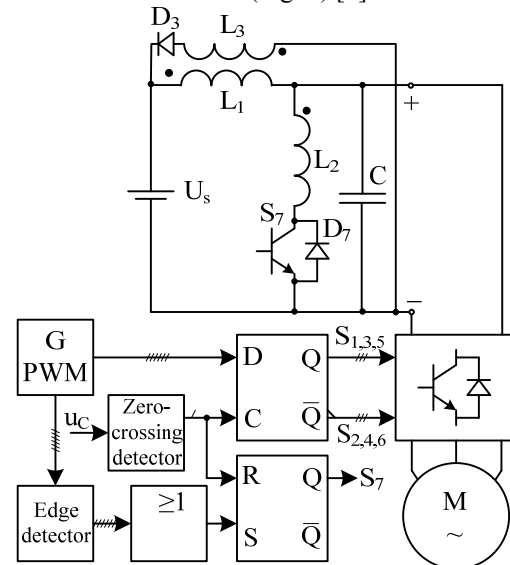 D₃
L₃
L₁
+
L₂
C
Uₛ
S₇
D₇
−
G
PWM
D
Q
S₁,₃,₅
u_C
Zero-
crossing
detector
C
Q̅
S₂,₄,₆
Edge
detector
≥1
R
Q
S₇
S
Q̅
M
~